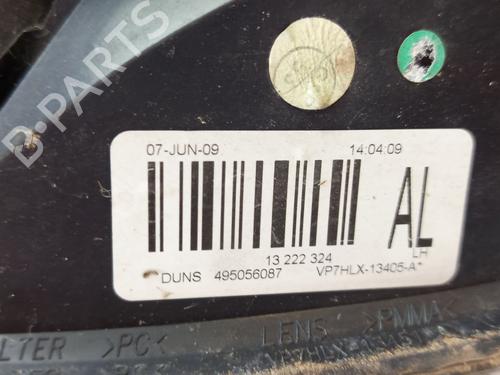 B-PARTS
07-JUN-09 14:04:09
AL
LH
13 222 324
DUNS 495056087 VP7HLX-13405-A*
LENS >PMMA<
>PC<